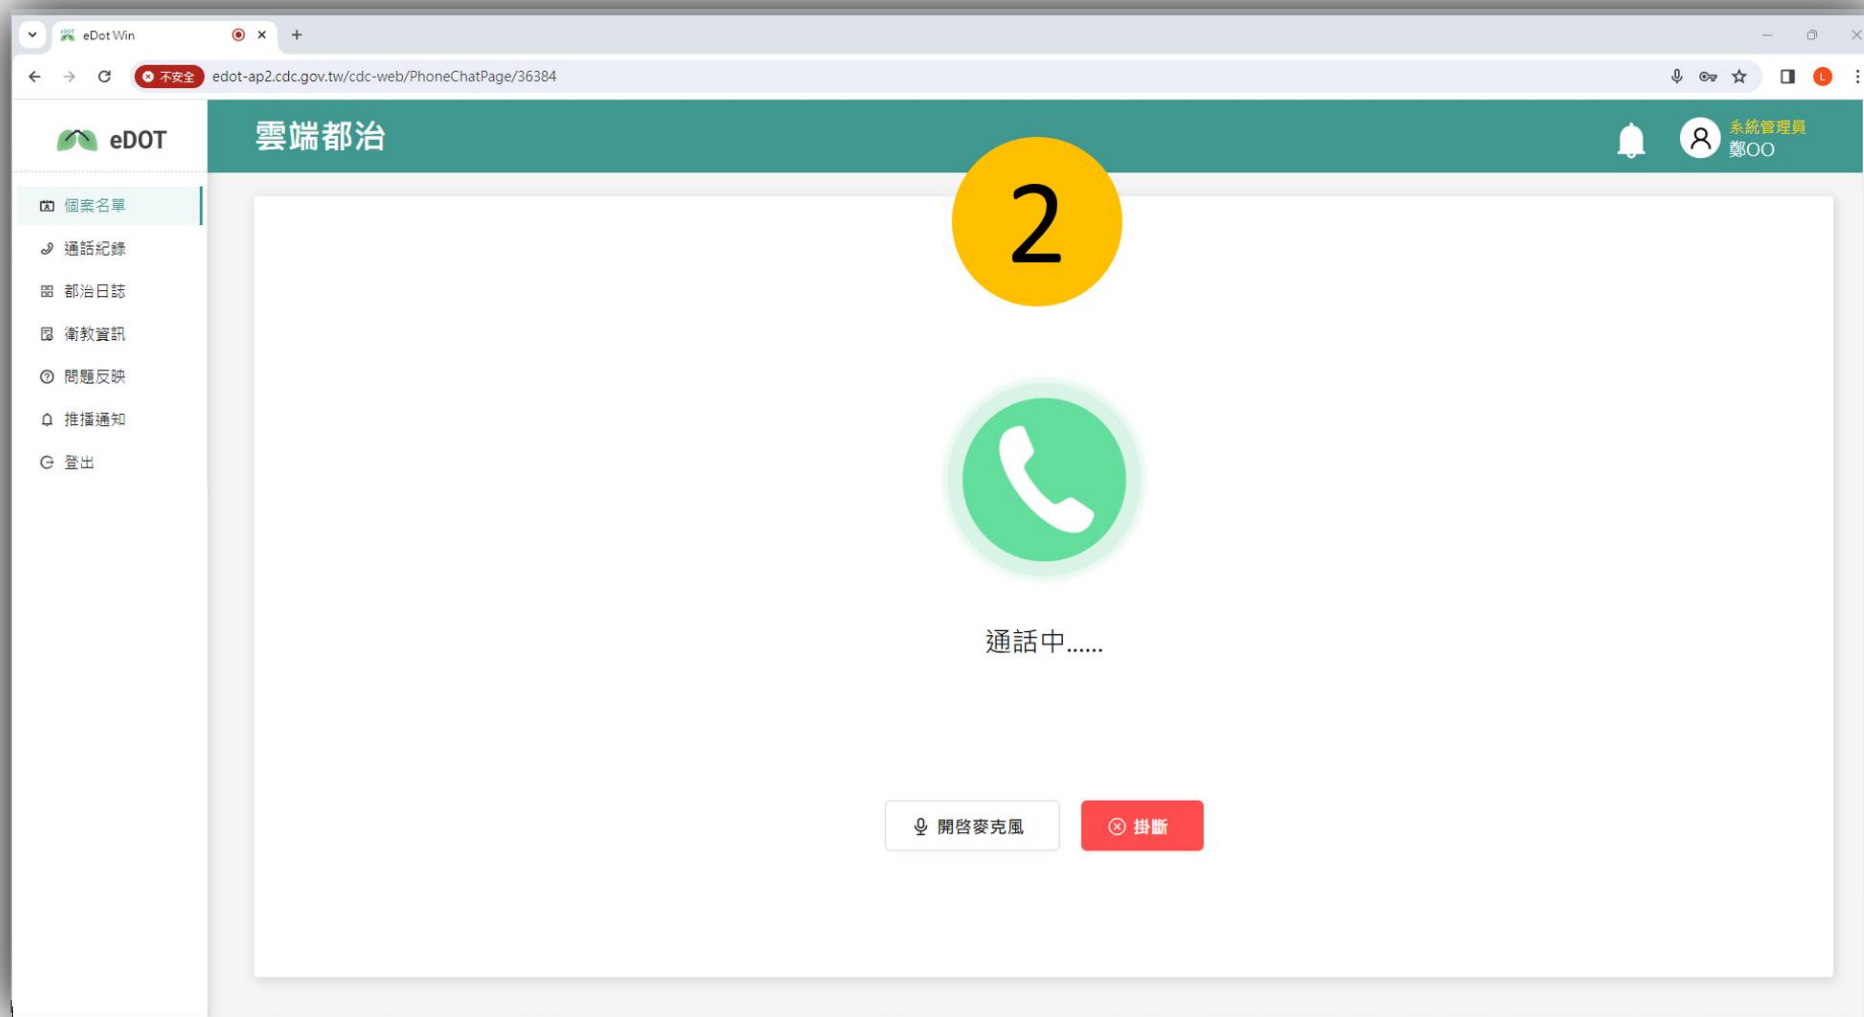 eDot Win
不安全 edot-ap2.cdc.gov.tw/cdc-web/PhoneChatPage/36384
L
eDOT
雲端都治
系統管理員
鄭OO
2
個案名單
通話紀錄
都治日誌
衛教資訊
問題反映
推播通知
登出
通話中......
開啓麥克風
掛斷